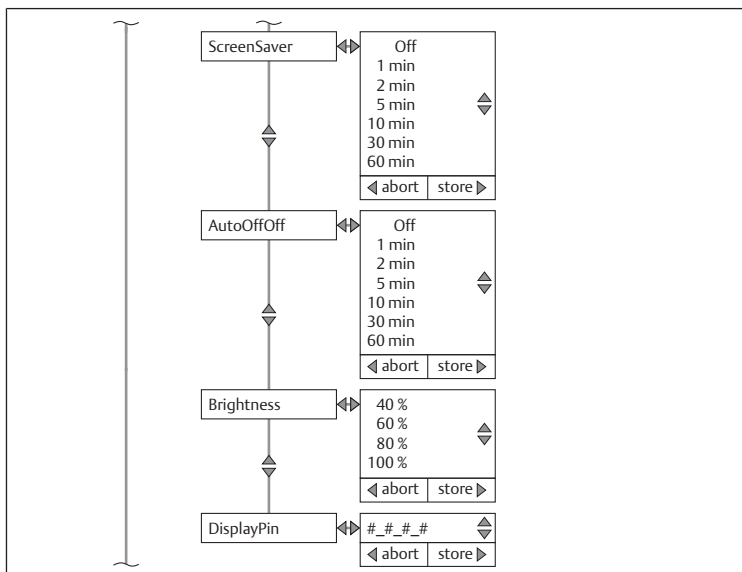 ScreenSaver
Off
1 min
2 min
5 min
10 min
30 min
60 min
abort store
AutoOffOff
Off
1 min
2 min
5 min
10 min
30 min
60 min
abort store
Brightness
40 %
60 %
80 %
100 %
abort store
DisplayPin
#_#_#_#
abort store